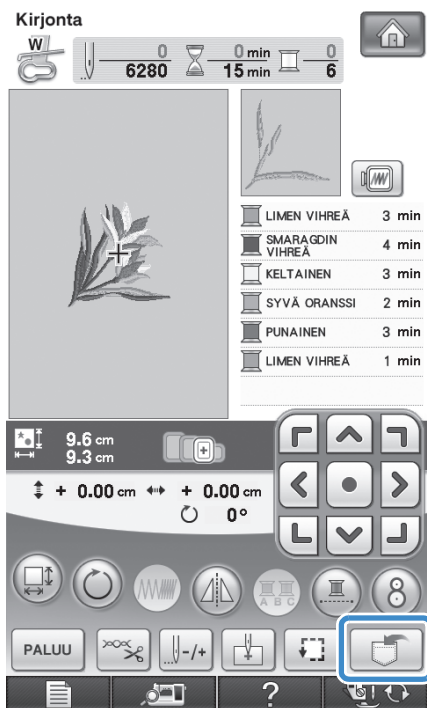 Kirjonta
W
0
6280
0 min
15 min
0
6
LIMEN VIHREÄ 3 min
SMARAGDIN
VIHREÄ 4 min
KELTAINEN 3 min
SYVÄ ORANSSI 2 min
PUNAINEN 3 min
LIMEN VIHREÄ 1 min
9.6 cm
9.3 cm
+ 0.00 cm + 0.00 cm
0°
A B C
8
PALUU
-/+
?
!